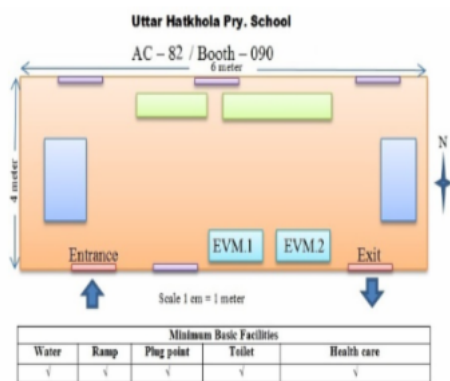 Uttar Hatkhola Pry. School
AC – 82 / Booth – 090
6 meter
4 meter
N
EVM.1 EVM.2
Entrance Exit
Scale 1 cm = 1 meter
Minimum Basic Facilities
Water Ramp Plug point Toilet Health care
√ √ √ √ √